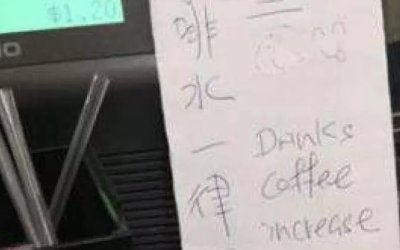 $1.20
啡
水
一 Drinks
律 Coffee
increase